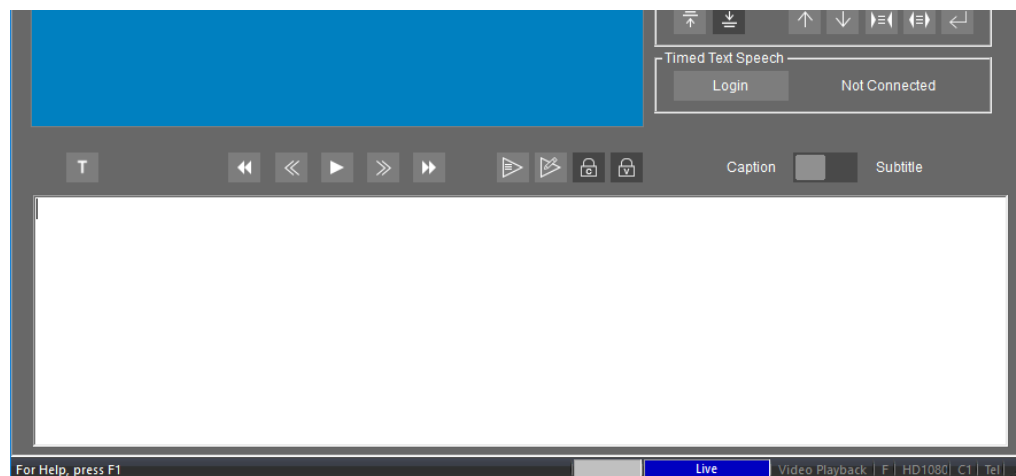 Timed Text Speech
Login Not Connected
T C V Caption Subtitle
For Help, press F1 Live Video Playback F HD1080 C1 Tel